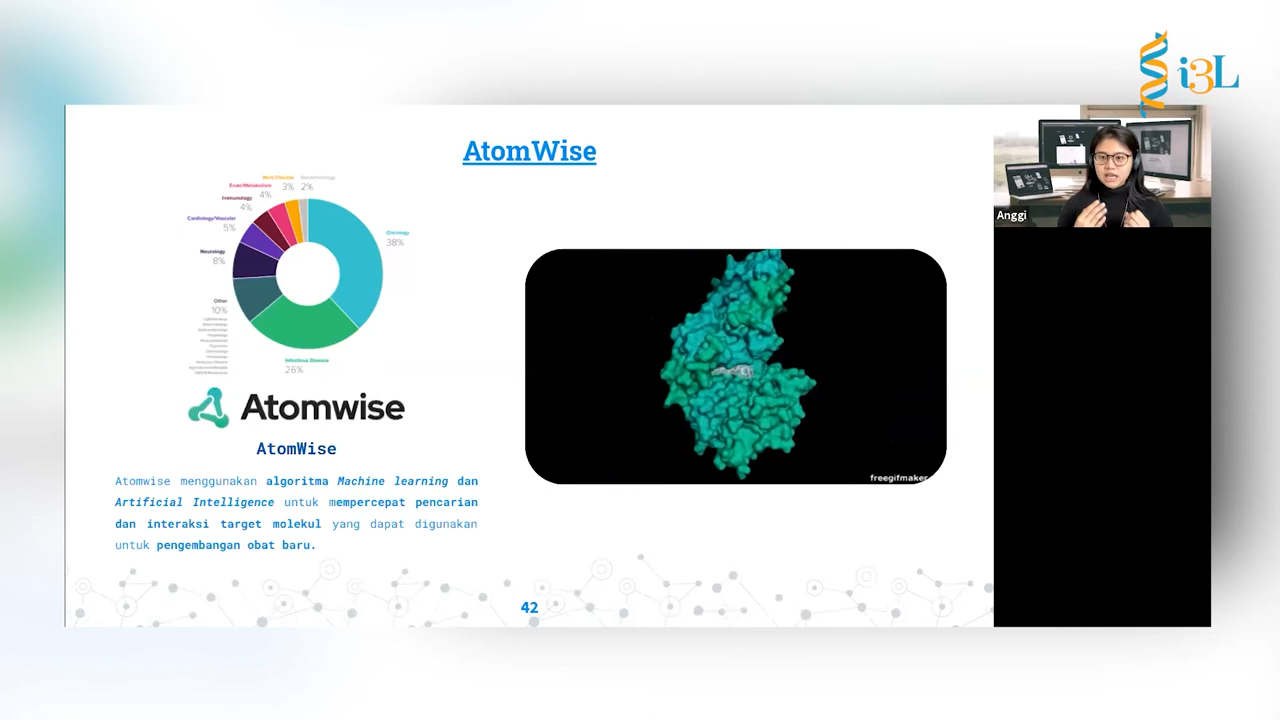 i3L
AtomWise
Rare Disease
3%
Hematology
2%
Endo/Metabolism
4%
Immunology
4%
Cardiology/Vascular
5%
Neurology
8%
Other
10%
Oncology
38%
Infectious Disease
26%
Atomwise
AtomWise
Atomwise menggunakan algoritma Machine learning dan
Artificial Intelligence untuk mempercepat pencarian
dan interaksi target molekul yang dapat digunakan
untuk pengembangan obat baru.
freegifmaker
42
Anggi